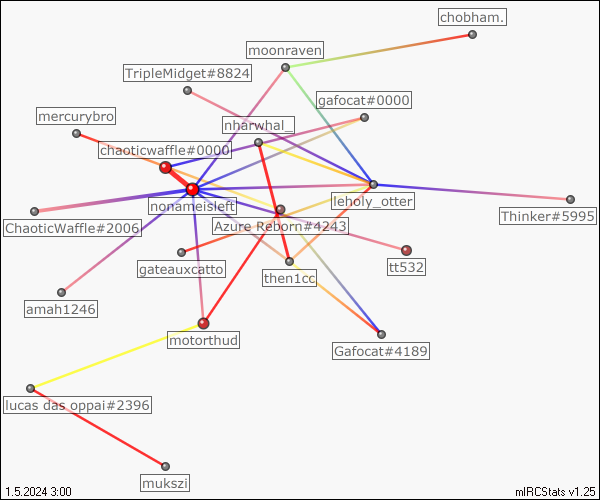 chobham.
moonraven
TripleMidget#8824
gafocat#0000
mercurybro
nharwhal_
chaoticwaffle#0000
leholy_otter
nonameisleft
Thinker#5995
ChaoticWaffle#2006
Azure Reborn#4243
gateauxcatto
tt532
then1cc
amah1246
motorthud
Gafocat#4189
lucas das oppai#2396
mukszi
1.5.2024 3:00
mIRCStats v1.25